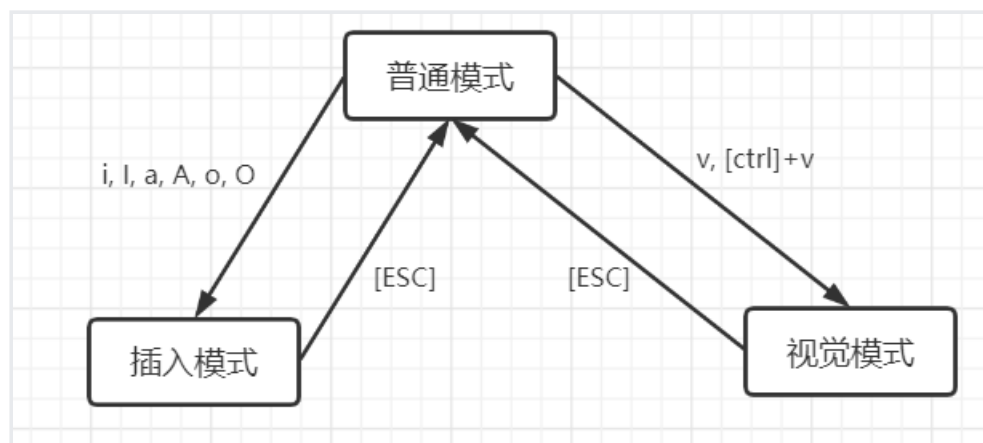 普通模式
i, I, a, A, o, O
v, [ctrl]+v
[ESC]
[ESC]
插入模式
视觉模式